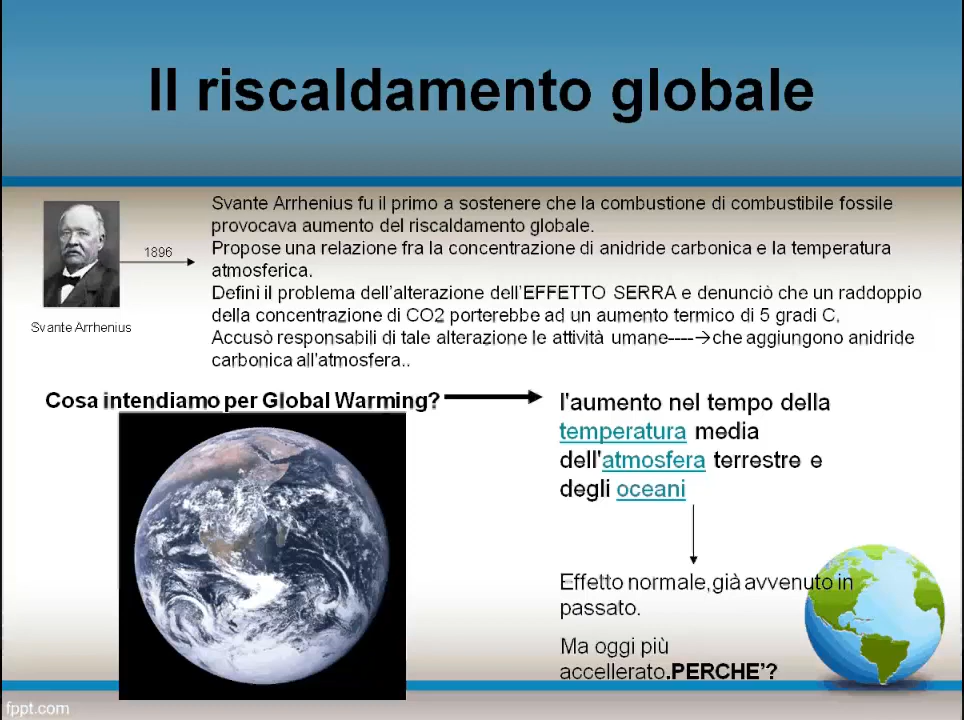 Il riscaldamento globale
Svante Arrhenius fu il primo a sostenere che la combustione di combustibile fossile
provocava aumento del riscaldamento globale.
1896
Propose una relazione fra la concentrazione di anidride carbonica e la temperatura
atmosferica.
Defini il problema dell'alterazione dell'EFFETTO SERRA e denunciò che un raddoppio
della concentrazione di CO2 porterebbe ad un aumento termico di 5 gradi C.
Svante Arrhenius
Accusò responsabili di tale alterazione le attività umane----→che aggiungono anidride
carbonica all'atmosfera..
Cosa intendiamo per Global Warming?
l'aumento nel tempo della
temperatura media
dell'atmosfera terrestre e
degli oceani
Effetto normale,già avvenuto in
passato.
Ma oggi più
accellerato.PERCHE'?
fppt.com